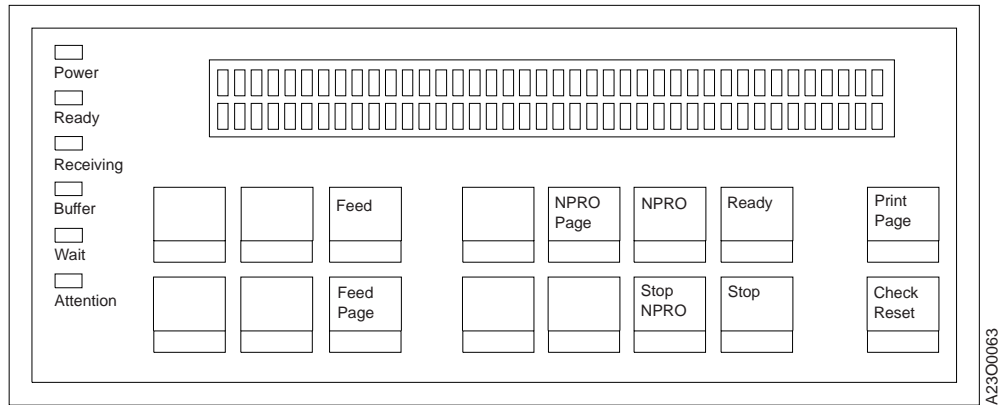 Power
Ready
Receiving
Buffer
Wait
Attention
Feed
NPRO
Page
NPRO
Ready
Print
Page
Feed
Page
Stop
NPRO
Stop
Check
Reset
A23O0063